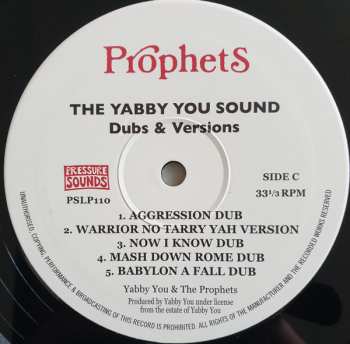 Prophets
THE YABBY YOU SOUND
Dubs & Versions
PRESSURE
SOUNDS
PSLP110
SIDE C
33 1/3 RPM
1. AGGRESSION DUB
2. WARRIOR NO TARRY YAH VERSION
3. NOW I KNOW DUB
4. MASH DOWN ROME DUB
5. BABYLON A FALL DUB
Yabby You & The Prophets
Produced by Yabby You under license
from the estate of Yabby You
UNAUTHORISED, COPYING, PERFORMANCE & BROADCASTING OF THIS RECORD IS PROHIBITED. ALL RIGHTS OF THE MANUFACTURER AND THE RECORDED WORKS RESERVED